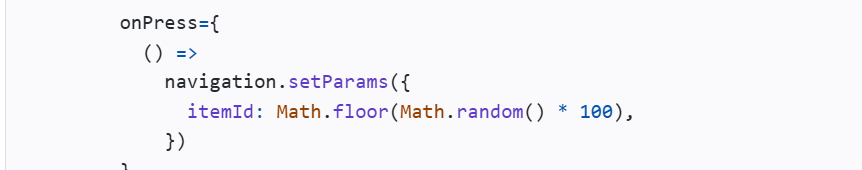 onPress={
() =>
navigation.setParams({
itemId: Math.floor(Math.random() * 100),
})
}